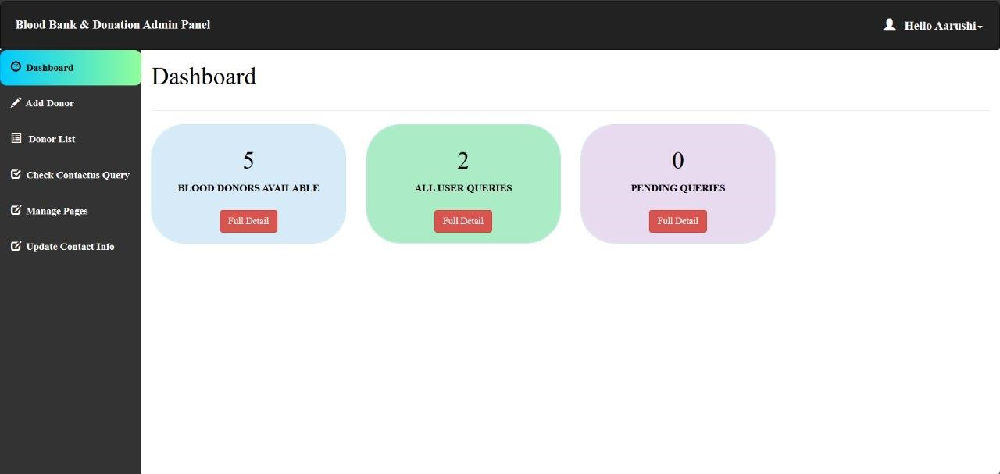 Blood Bank & Donation Admin Panel
Hello Aarushi
Dashboard
Add Donor
Donor List
Check Contactus Query
Manage Pages
Update Contact Info
Dashboard
5
BLOOD DONORS AVAILABLE
Full Detail
2
ALL USER QUERIES
Full Detail
0
PENDING QUERIES
Full Detail